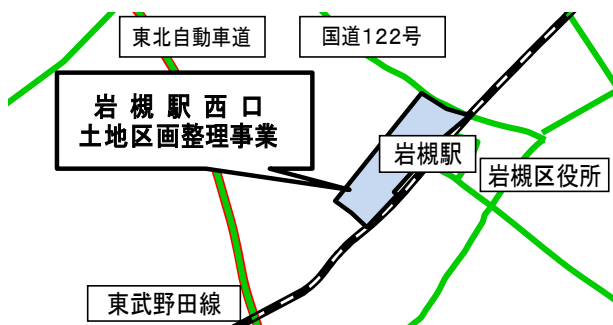 東北自動車道
国道122号
岩槻駅西口
土地区画整理事業
岩槻駅
岩槻区役所
東武野田線